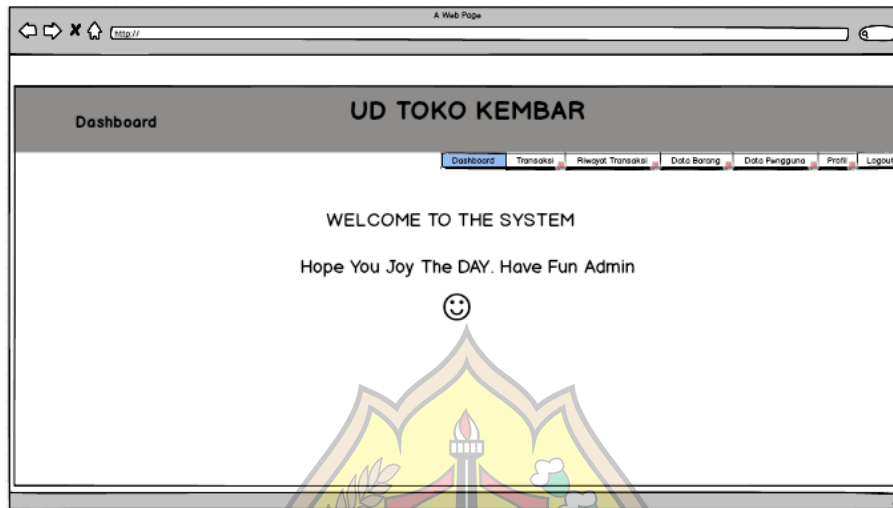 A Web Page
http://
Dashboard
UD TOKO KEMBAR
Dashboard Transaksi Riwayat Transaksi Data Barang Data Pengguna Profil Logout
WELCOME TO THE SYSTEM
Hope You Joy The DAY. Have Fun Admin